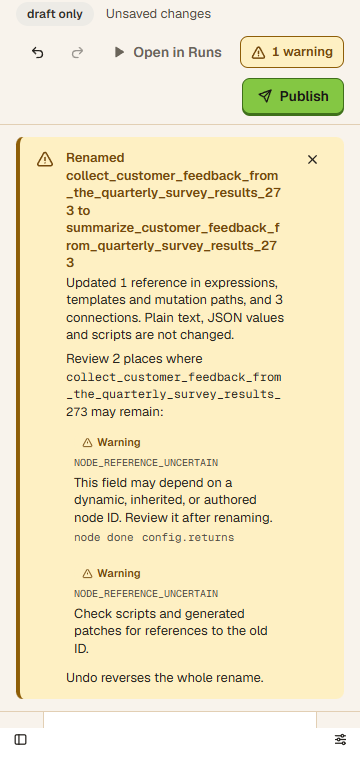 draft only Unsaved changes
Open in Runs 1 warning
Publish
Renamed
collect_customer_feedback_from
_the_quarterly_survey_results_27
3 to
summarize_customer_feedback_f
rom_quarterly_survey_results_27
3
Updated 1 reference in expressions,
templates and mutation paths, and 3
connections. Plain text, JSON values
and scripts are not changed.
Review 2 places where
collect_customer_feedback_from
_the_quarterly_survey_results_
273 may remain:
Warning
NODE_REFERENCE_UNCERTAIN
This field may depend on a
dynamic, inherited, or authored
node ID. Review it after renaming.
node done config.returns
Warning
NODE_REFERENCE_UNCERTAIN
Check scripts and generated
patches for references to the old
ID.
Undo reverses the whole rename.